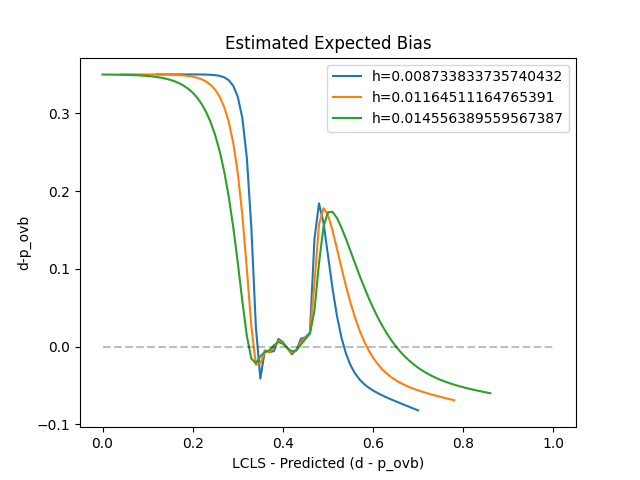 Estimated Expected Bias
h=0.008733833735740432
h=0.01164511164765391
h=0.014556389559567387
d-p_ovb
0.3
0.2
0.1
0.0
−0.1
0.0 0.2 0.4 0.6 0.8 1.0
LCLS - Predicted (d - p_ovb)